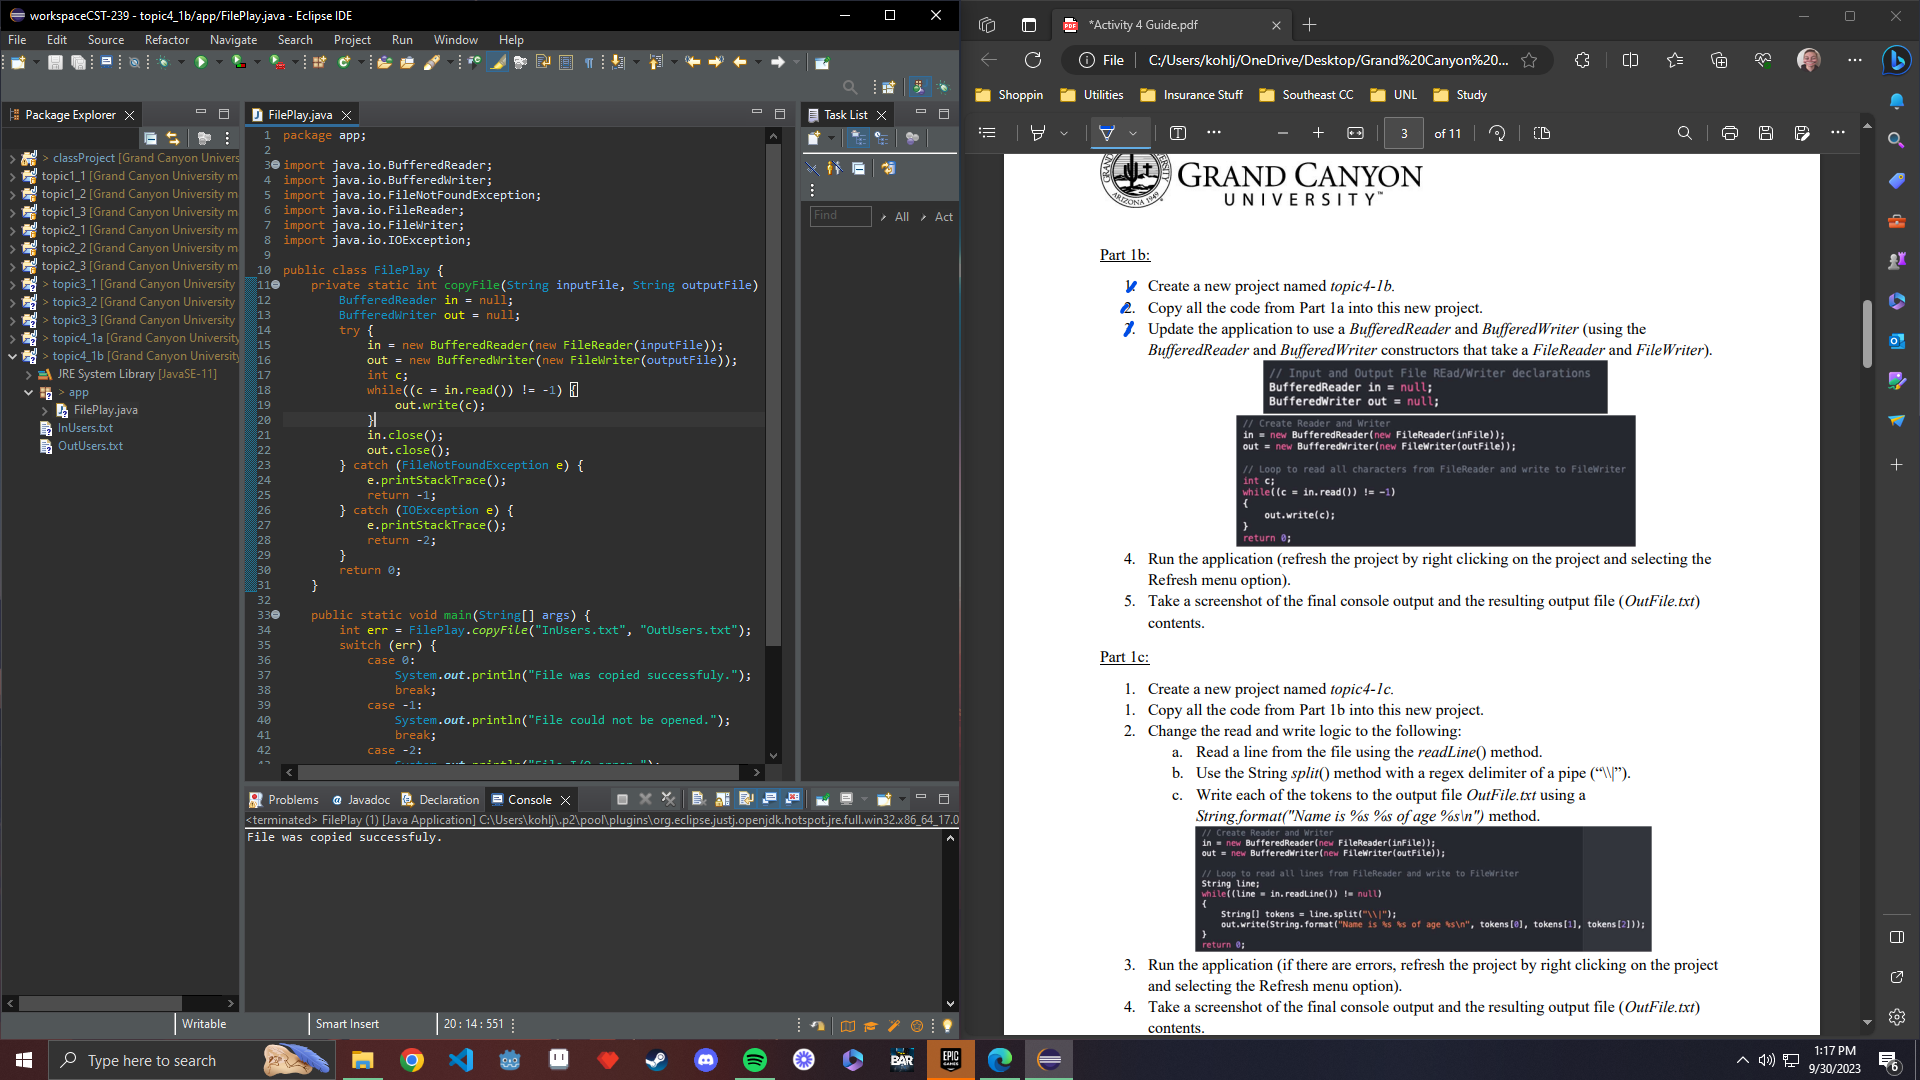 workspaceCST-239 - topic4_1b/app/FilePlay.java - Eclipse IDE
File Edit Source Refactor Navigate Search Project Run Window Help
Package Explorer
> classProject [Grand Canyon Univers
topic1_1 [Grand Canyon University m
topic1_2 [Grand Canyon University m
topic1_3 [Grand Canyon University m
topic2_1 [Grand Canyon University m
topic2_2 [Grand Canyon University m
topic2_3 [Grand Canyon University m
> topic3_1 [Grand Canyon University
> topic3_2 [Grand Canyon University
> topic3_3 [Grand Canyon University
> topic4_1a [Grand Canyon University
> topic4_1b [Grand Canyon University
JRE System Library [JavaSE-11]
> app
FilePlay.java
InUsers.txt
OutUsers.txt
FilePlay.java
1 package app;
2
3 import java.io.BufferedReader;
4 import java.io.BufferedWriter;
5 import java.io.FileNotFoundException;
6 import java.io.FileReader;
7 import java.io.FileWriter;
8 import java.io.IOException;
9
10 public class FilePlay {
11 private static int copyFile(String inputFile, String outputFile)
12 BufferedReader in = null;
13 BufferedWriter out = null;
14 try {
15 in = new BufferedReader(new FileReader(inputFile));
16 out = new BufferedWriter(new FileWriter(outputFile));
17 int c;
18 while((c = in.read()) != -1) {
19 out.write(c);
20 }
21 in.close();
22 out.close();
23 } catch (FileNotFoundException e) {
24 e.printStackTrace();
25 return -1;
26 } catch (IOException e) {
27 e.printStackTrace();
28 return -2;
29 }
30 return 0;
31 }
32
33 public static void main(String[] args) {
34 int err = FilePlay.copyFile("InUsers.txt", "OutUsers.txt");
35 switch (err) {
36 case 0:
37 System.out.println("File was copied successfuly.");
38 break;
39 case -1:
40 System.out.println("File could not be opened.");
41 break;
42 case -2:
Task List
Find All Act
Problems Javadoc Declaration Console
<terminated> FilePlay (1) [Java Application] C:\Users\kohlj\.p2\pool\plugins\org.eclipse.justj.openjdk.hotspot.jre.full.win32.x86_64_17.0
File was copied successfuly.
Writable Smart Insert 20 : 14 : 551
*Activity 4 Guide.pdf
File C:/Users/kohlj/OneDrive/Desktop/Grand%20Canyon%20...
Shoppin Utilities Insurance Stuff Southeast CC UNL Study
3 of 11
GRAND CANYON
UNIVERSITY™
ARIZONA 1949
Part 1b:
1. Create a new project named topic4-1b.
2. Copy all the code from Part 1a into this new project.
3. Update the application to use a BufferedReader and BufferedWriter (using the
BufferedReader and BufferedWriter constructors that take a FileReader and FileWriter).
// Input and Output File REad/Writer declarations
BufferedReader in = null;
BufferedWriter out = null;
// Create Reader and Writer
in = new BufferedReader(new FileReader(inFile));
out = new BufferedWriter(new FileWriter(outFile));
// Loop to read all characters from FileReader and write to FileWriter
int c;
while((c = in.read()) != -1)
{
out.write(c);
}
return 0;
4. Run the application (refresh the project by right clicking on the project and selecting the
Refresh menu option).
5. Take a screenshot of the final console output and the resulting output file (OutFile.txt)
contents.
Part 1c:
1. Create a new project named topic4-1c.
1. Copy all the code from Part 1b into this new project.
2. Change the read and write logic to the following:
a. Read a line from the file using the readLine() method.
b. Use the String split() method with a regex delimiter of a pipe (“\\|”).
c. Write each of the tokens to the output file OutFile.txt using a
String.format("Name is %s %s of age %s\n") method.
// Create Reader and Writer
in = new BufferedReader(new FileReader(inFile));
out = new BufferedWriter(new FileWriter(outFile));
// Loop to read all lines from FileReader and write to FileWriter
String line;
while((line = in.readLine()) != null)
{
String[] tokens = line.split("\\|");
out.write(String.format("Name is %s %s of age %s\n", tokens[0], tokens[1], tokens[2]));
}
return 0;
3. Run the application (if there are errors, refresh the project by right clicking on the project
and selecting the Refresh menu option).
4. Take a screenshot of the final console output and the resulting output file (OutFile.txt)
contents.
Type here to search
BAR
EPIC GAMES
1:17 PM
9/30/2023
6